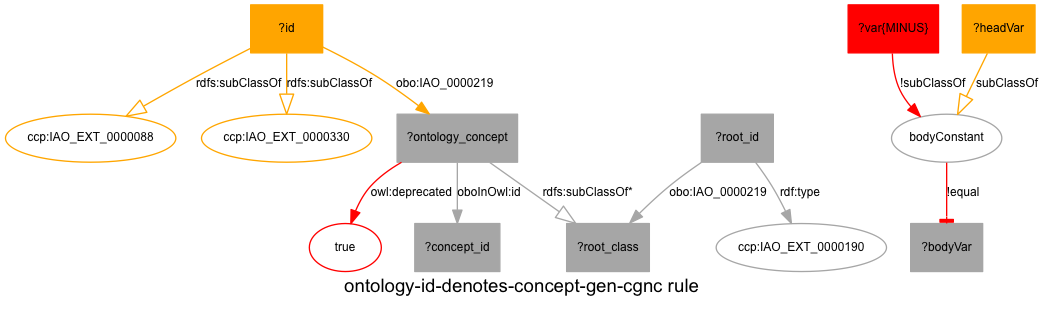 ?id
?var{MINUS}
?headVar
rdfs:subClassOf
rdfs:subClassOf
obo:IAO_0000219
!subClassOf
subClassOf
ccp:IAO_EXT_0000088
ccp:IAO_EXT_0000330
?ontology_concept
?root_id
bodyConstant
owl:deprecated
oboInOwl:id
rdfs:subClassOf*
obo:IAO_0000219
rdf:type
!equal
true
?concept_id
?root_class
ccp:IAO_EXT_0000190
?bodyVar
ontology-id-denotes-concept-gen-cgnc rule